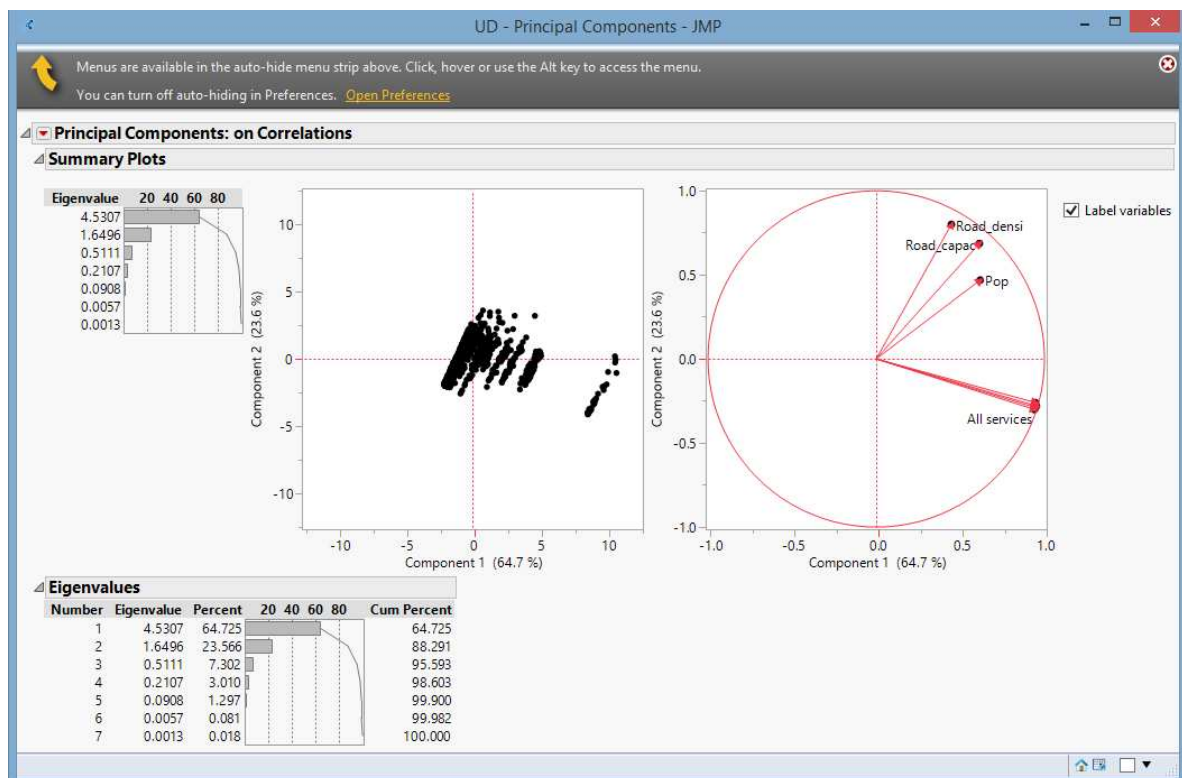 UD - Principal Components - JMP
Menus are available in the auto-hide menu strip above. Click, hover or use the Alt key to access the menu.
You can turn off auto-hiding in Preferences. Open Preferences
Principal Components: on Correlations
Summary Plots
Eigenvalue 20 40 60 80
4.5307
1.6496
0.5111
0.2107
0.0908
0.0057
0.0013
Component 2 (23.6 %)
10
5
0
-5
-10
-10 -5 0 5 10
Component 1 (64.7 %)
Component 2 (23.6 %)
1.0
0.5
0.0
-0.5
-1.0
Road_densi
Road_capac
Pop
All services
-1.0 -0.5 0.0 0.5 1.0
Component 1 (64.7 %)
Label variables
Eigenvalues
Number Eigenvalue Percent 20 40 60 80 Cum Percent
1 4.5307 64.725 64.725
2 1.6496 23.566 88.291
3 0.5111 7.302 95.593
4 0.2107 3.010 98.603
5 0.0908 1.297 99.900
6 0.0057 0.081 99.982
7 0.0013 0.018 100.000